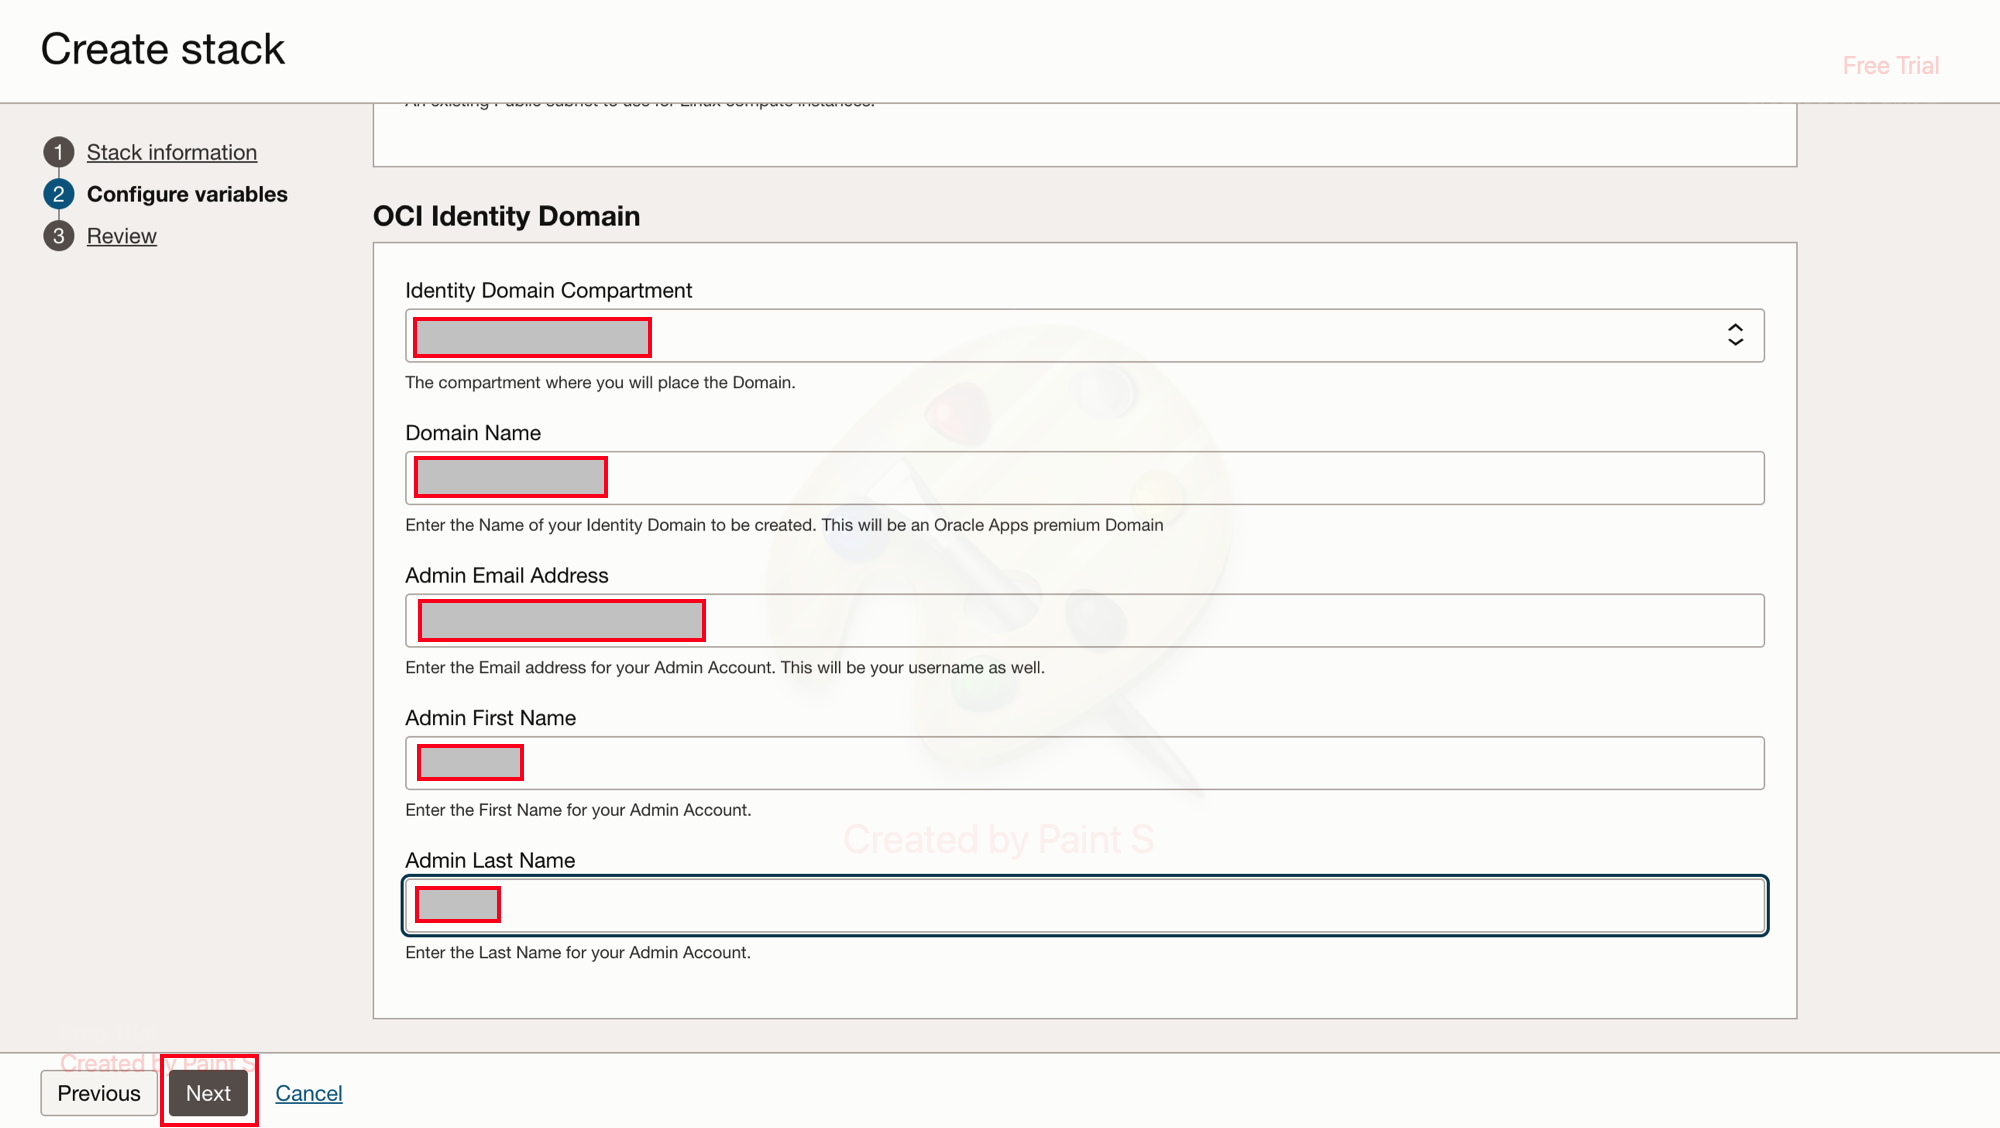 Create stack
Free Trial
An existing Public subnet to use for Linux compute instances.
1 Stack information
2 Configure variables
3 Review
OCI Identity Domain
Identity Domain Compartment
The compartment where you will place the Domain.
Domain Name
Enter the Name of your Identity Domain to be created. This will be an Oracle Apps premium Domain
Admin Email Address
Enter the Email address for your Admin Account. This will be your username as well.
Admin First Name
Enter the First Name for your Admin Account.
Created by Paint S
Admin Last Name
Enter the Last Name for your Admin Account.
Created by Paint S
Previous
Next
Cancel